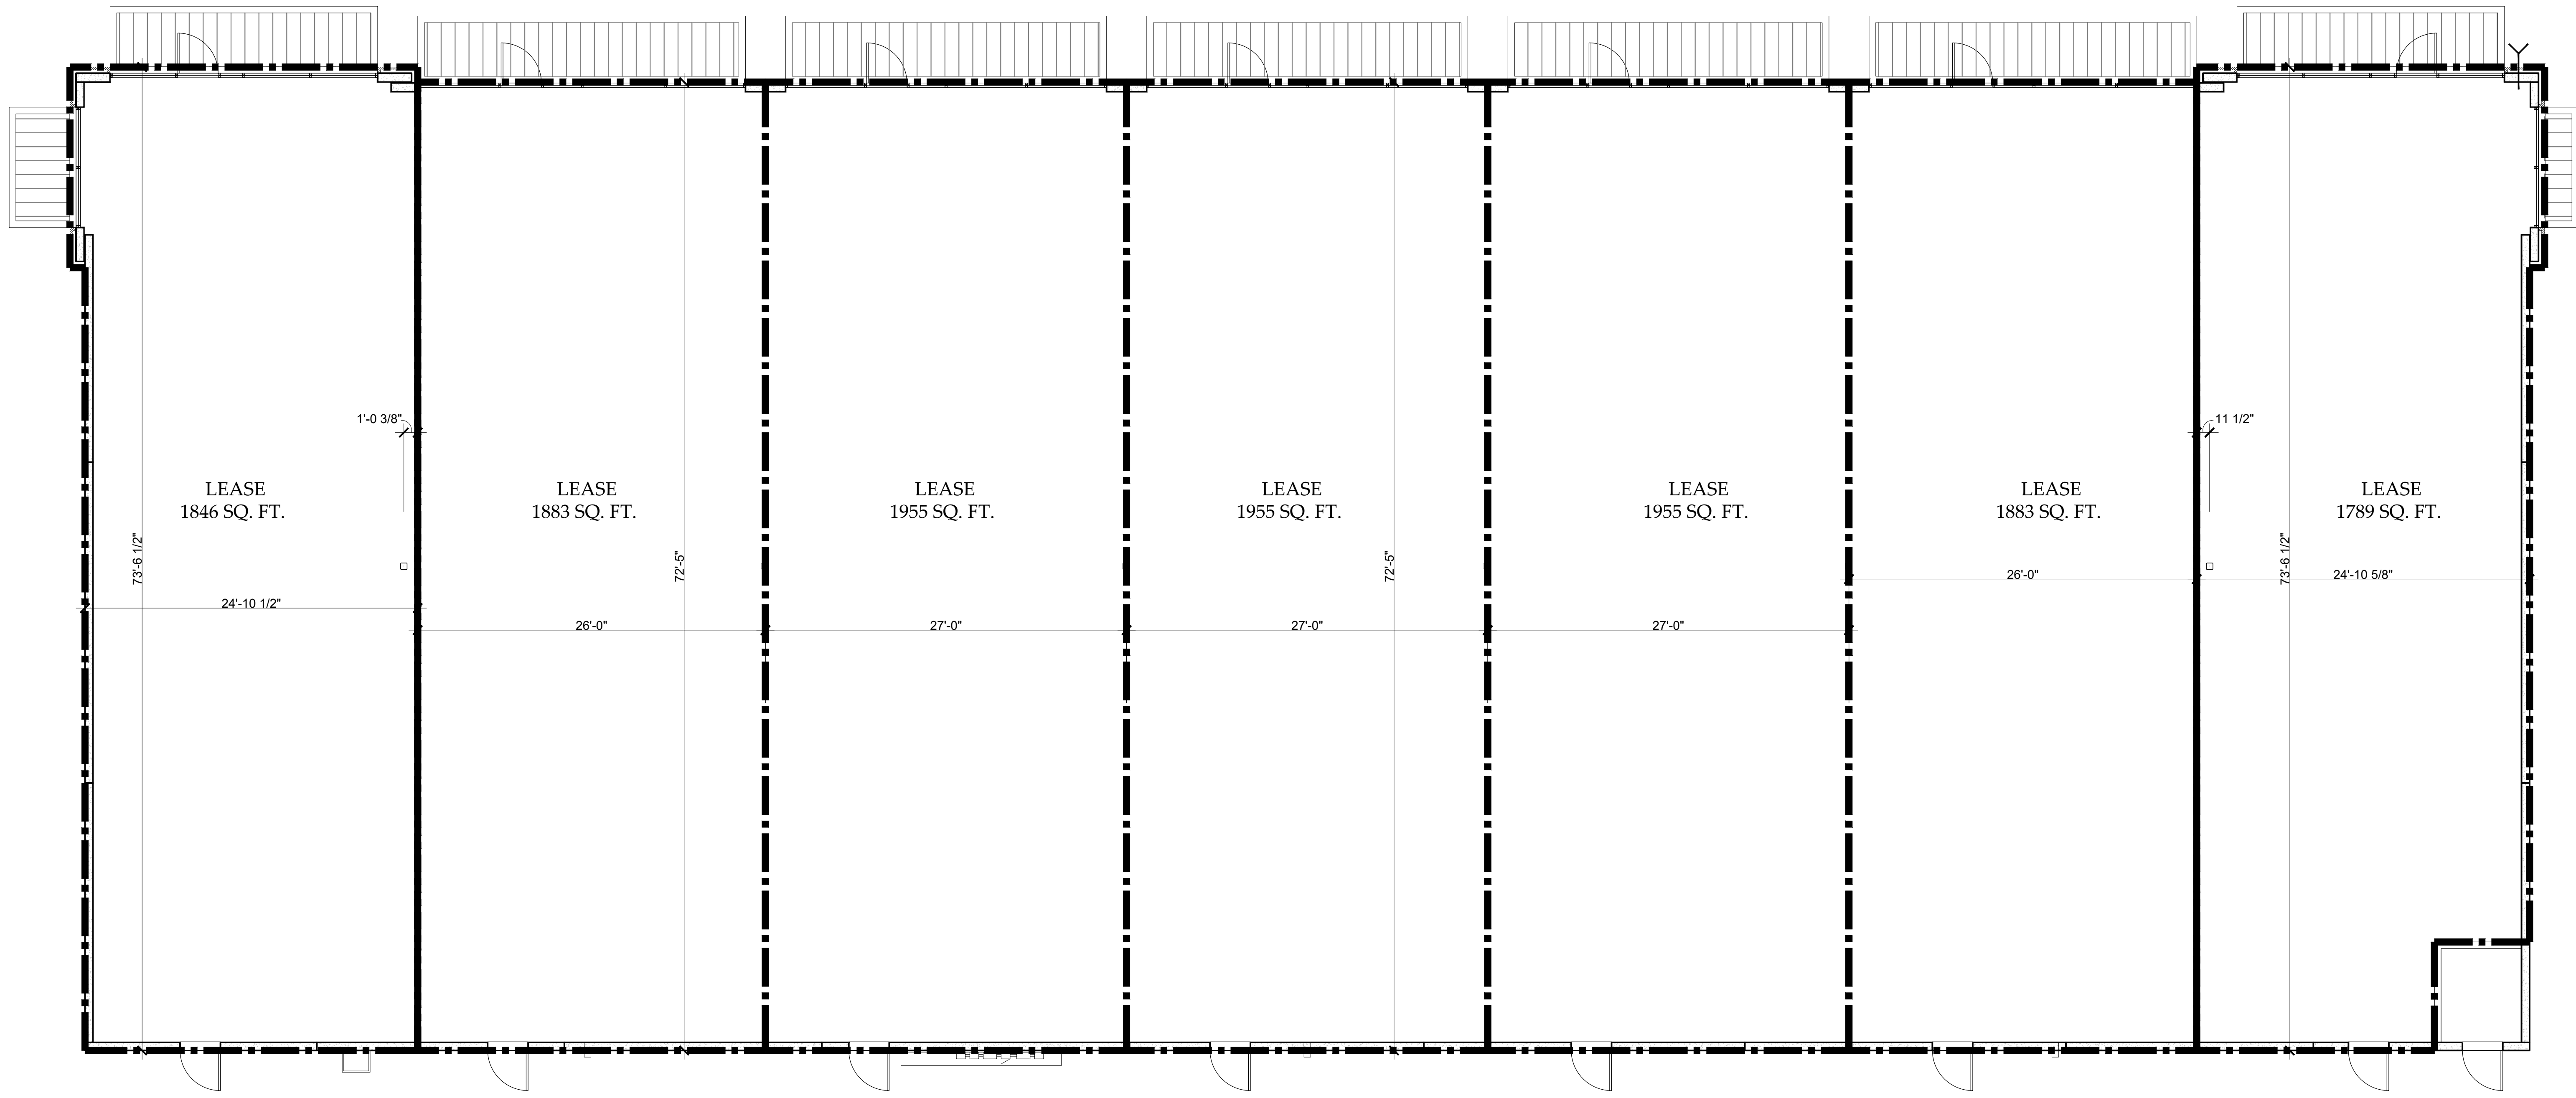 1'-0 3/8"
11 1/2"
LEASE
1846 SQ. FT.
LEASE
1883 SQ. FT.
LEASE
1955 SQ. FT.
LEASE
1955 SQ. FT.
LEASE
1955 SQ. FT.
LEASE
1883 SQ. FT.
LEASE
1789 SQ. FT.
73'-6 1/2"
72'-5"
72'-5"
73'-6 1/2"
26'-0"
24'-10 5/8"
24'-10 1/2"
26'-0"
27'-0"
27'-0"
27'-0"